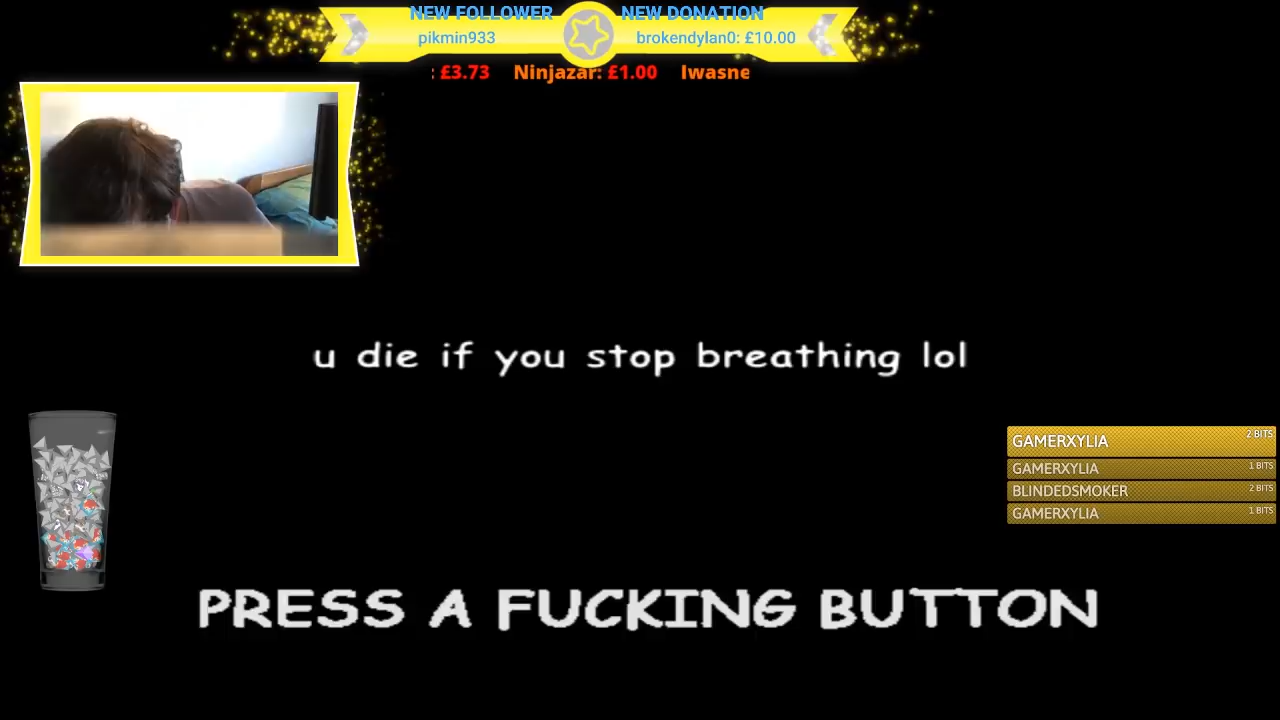 NEW FOLLOWER NEW DONATION
pikmin933 brokendylan0: £10.00
: £3.73 Ninjazar: £1.00 Iwasne
u die if you stop breathing lol
GAMERXYLIA 2 BITS
GAMERXYLIA 1 BITS
BLINDEDSMOKER 2 BITS
GAMERXYLIA 1 BITS
PRESS A FUCKING BUTTON